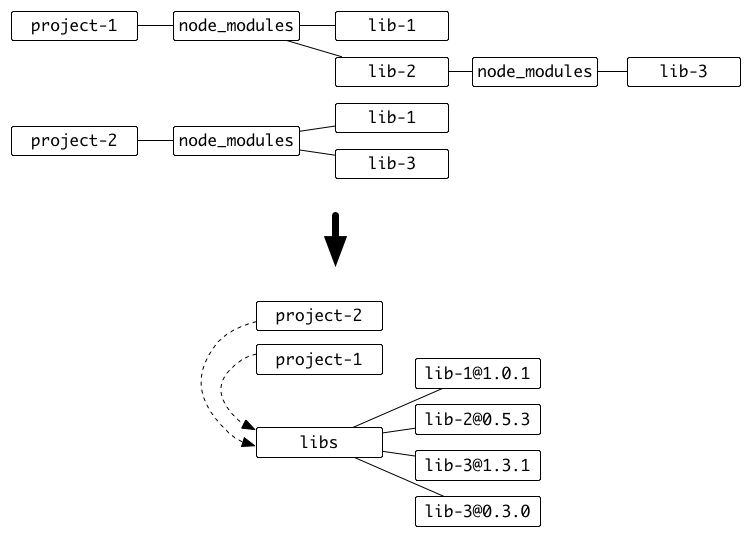 project-1
node_modules
lib-1
lib-2
node_modules
lib-3
project-2
node_modules
lib-1
lib-3
project-2
project-1
libs
lib-1@1.0.1
lib-2@0.5.3
lib-3@1.3.1
lib-3@0.3.0